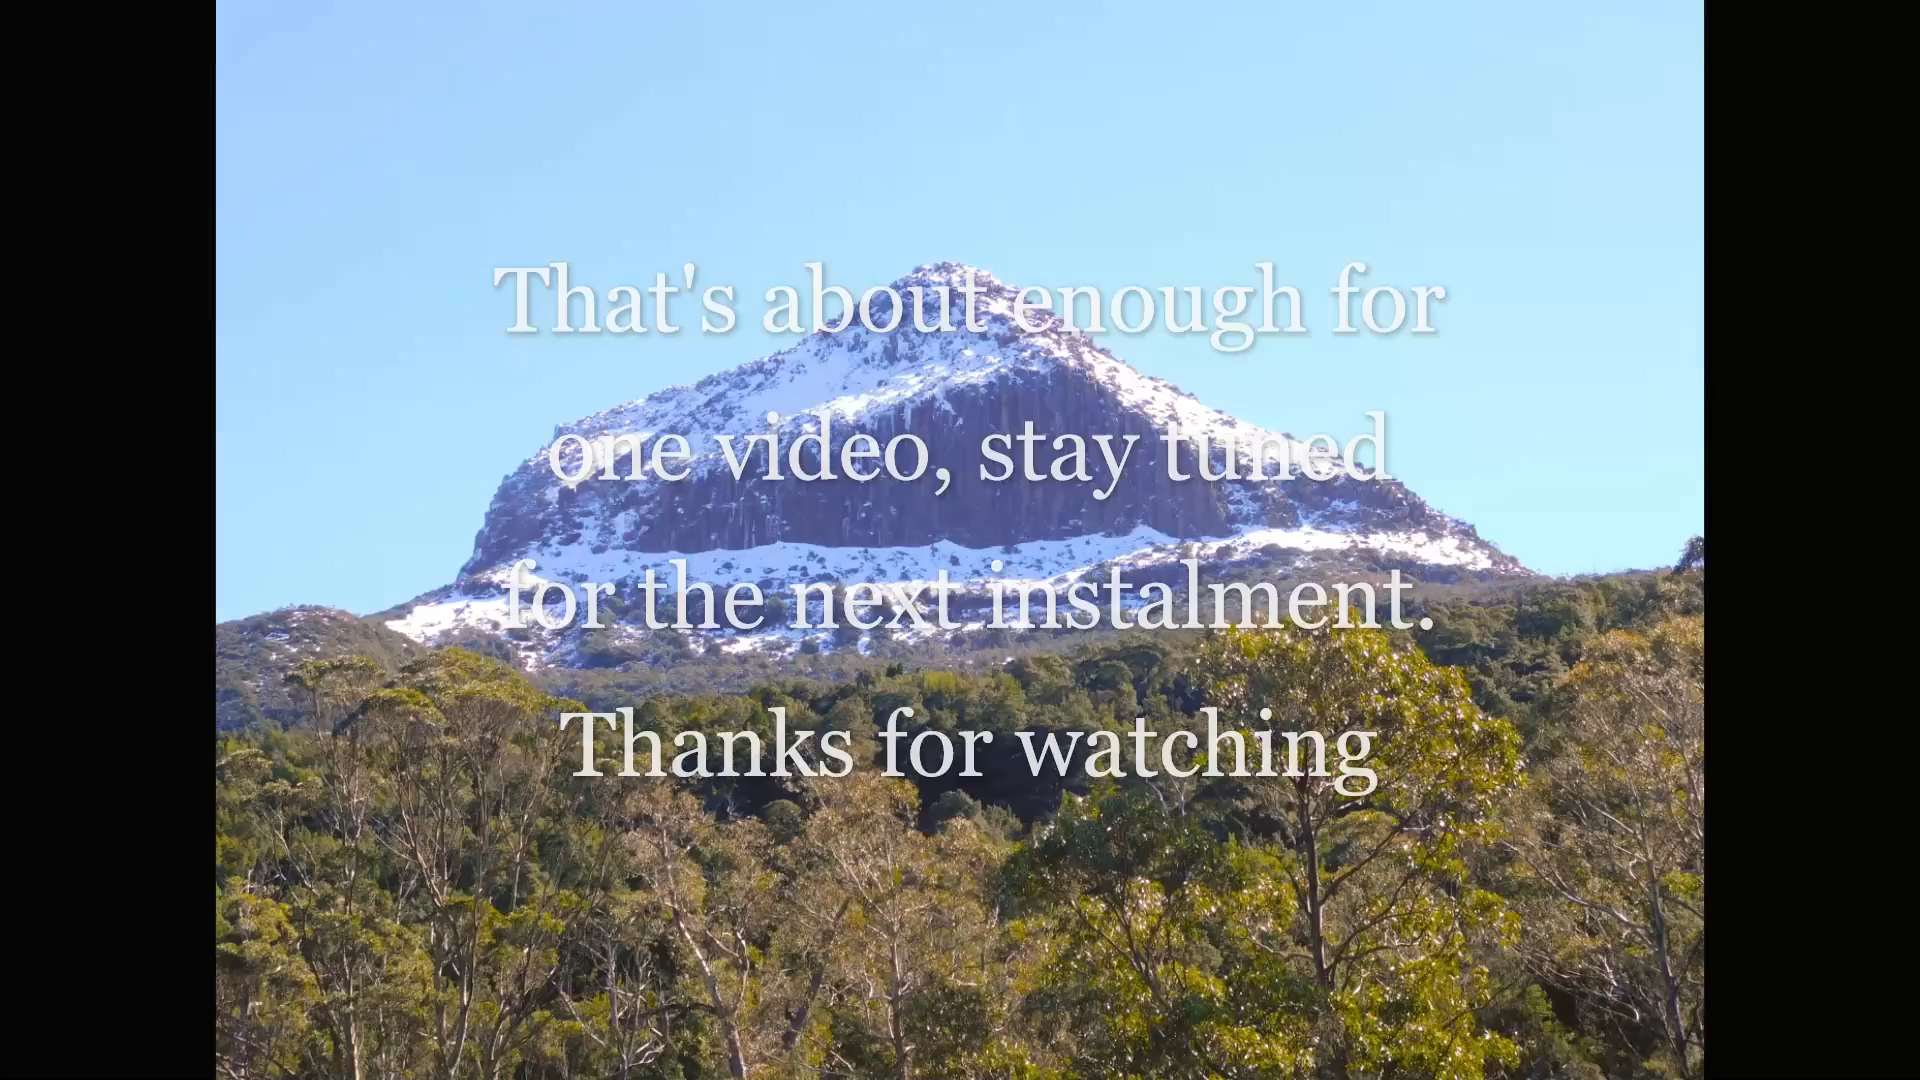 That's about enough for
one video, stay tuned
for the next instalment.
Thanks for watching